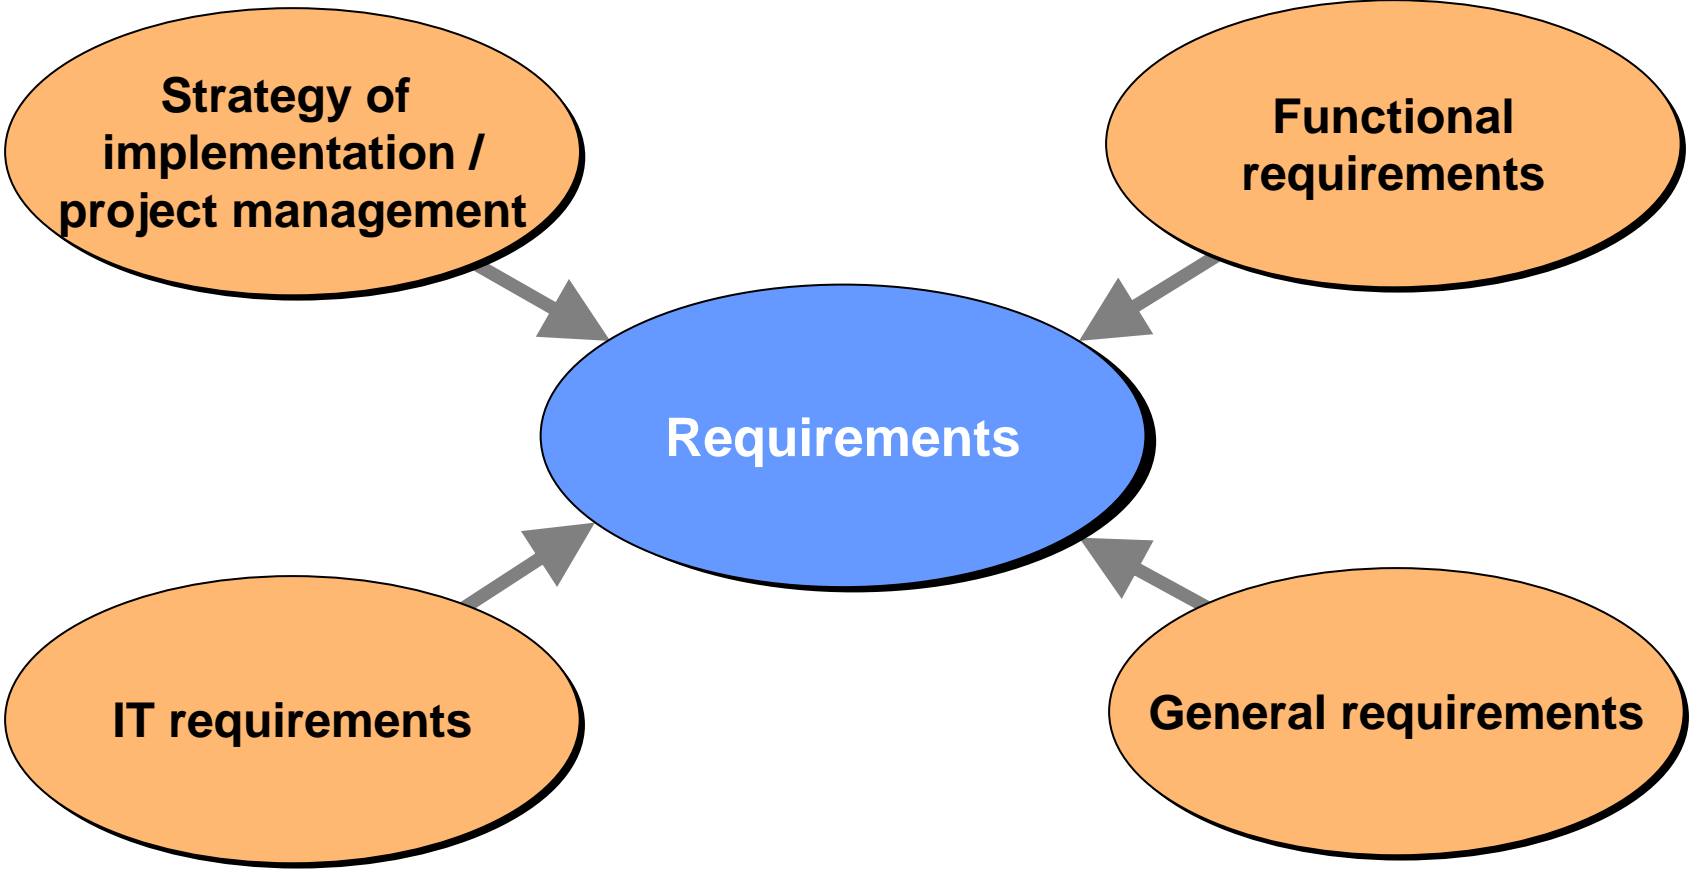 Strategy of
implementation /
project management
Functional
requirements
Requirements
IT requirements
General requirements